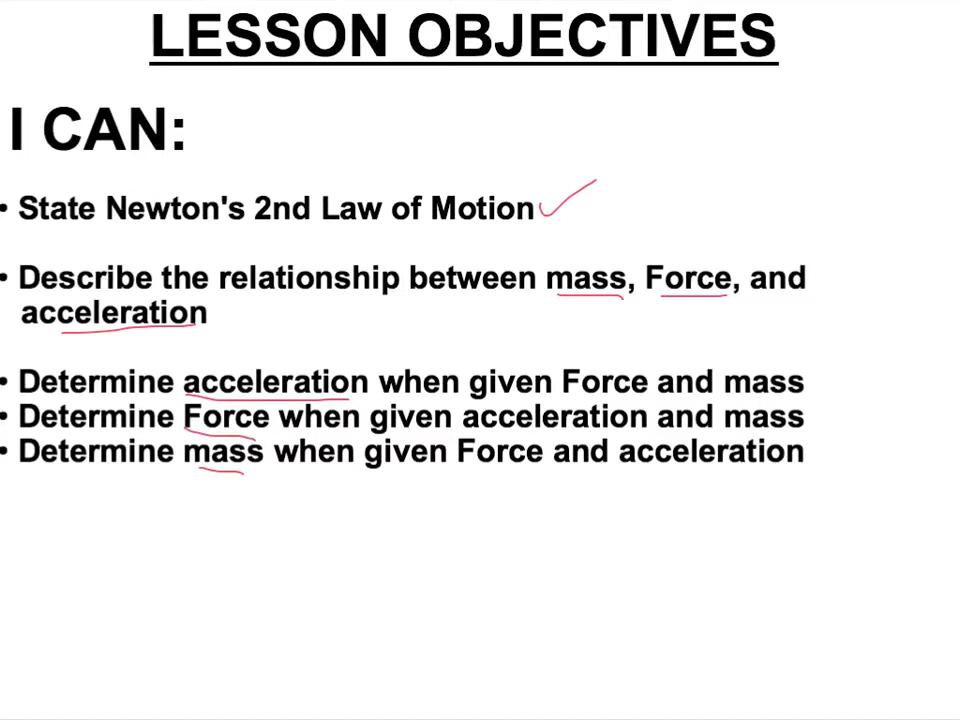 LESSON OBJECTIVES
I CAN:
• State Newton's 2nd Law of Motion
• Describe the relationship between mass, Force, and
acceleration
• Determine acceleration when given Force and mass
• Determine Force when given acceleration and mass
• Determine mass when given Force and acceleration